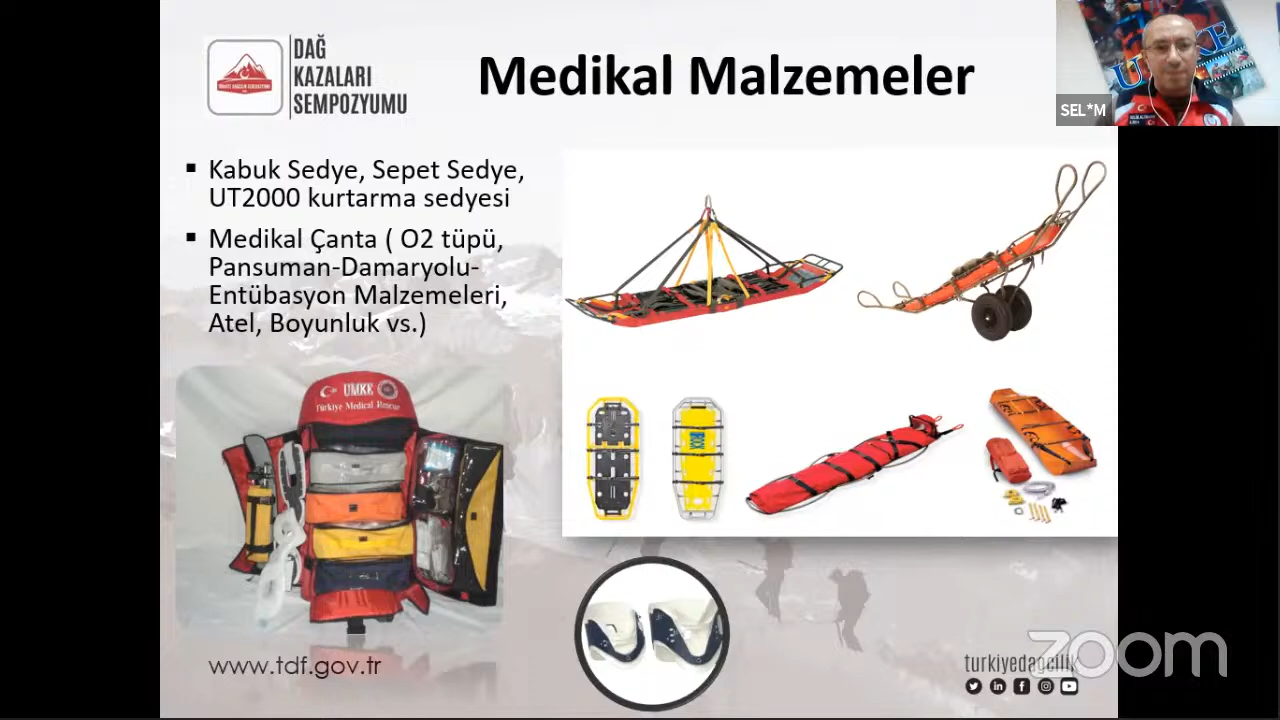 DAĞ
KAZALARI
SEMPOZYUMU
Medikal Malzemeler
SEL*M
▪ Kabuk Sedye, Sepet Sedye,
UT2000 kurtarma sedyesi
▪ Medikal Çanta ( O2 tüpü,
Pansuman-Damaryolu-
Entübasyon Malzemeleri,
Atel, Boyunluk vs.)
UMKE
Türkiye Medical Rescue
www.tdf.gov.tr
turkiyedagcilik
zoom